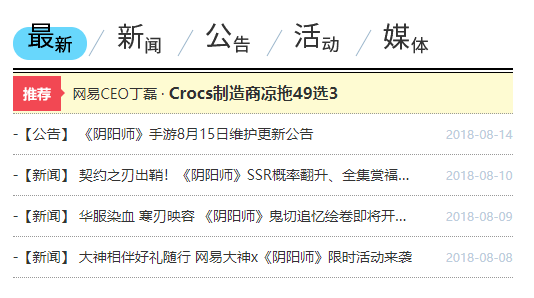 最新 / 新闻 / 公告 / 活动 / 媒体
推荐 网易CEO丁磊 · Crocs制造商凉拖49选3
-【公告】 《阴阳师》手游8月15日维护更新公告 2018-08-14
-【新闻】 契约之刃出鞘！《阴阳师》SSR概率翻升、全集赏福... 2018-08-10
-【新闻】 华服染血 寒刃映容 《阴阳师》鬼切追忆绘卷即将开... 2018-08-09
-【新闻】 大神相伴好礼随行 网易大神x《阴阳师》限时活动来袭 2018-08-08